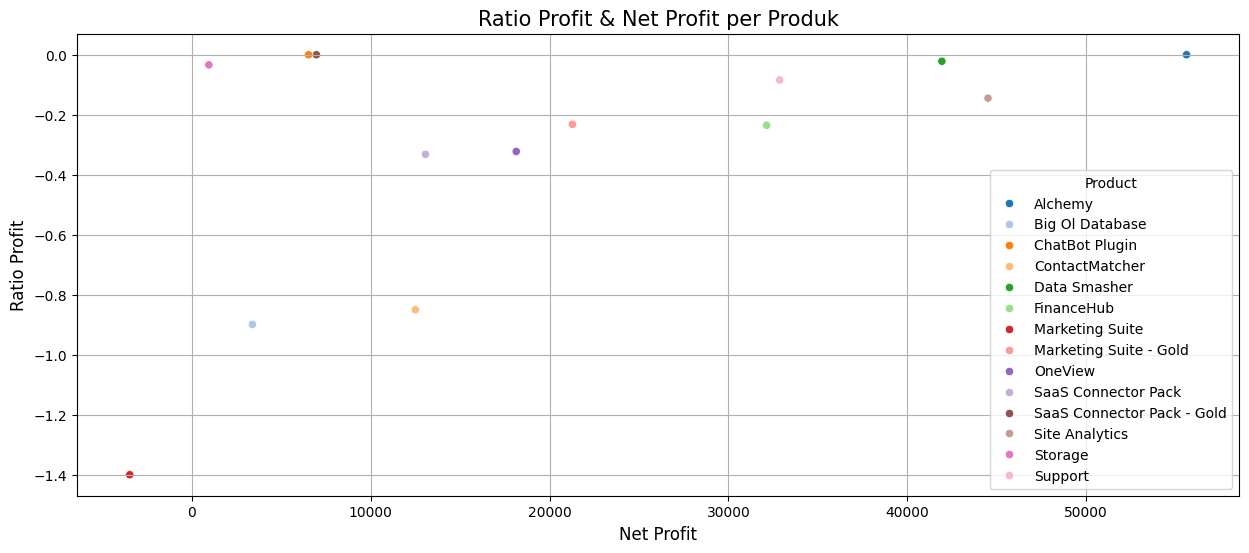 Ratio Profit & Net Profit per Produk
Ratio Profit
0.0
−0.2
−0.4
−0.6
−0.8
−1.0
−1.2
−1.4
Product
Alchemy
Big Ol Database
ChatBot Plugin
ContactMatcher
Data Smasher
FinanceHub
Marketing Suite
Marketing Suite - Gold
OneView
SaaS Connector Pack
SaaS Connector Pack - Gold
Site Analytics
Storage
Support
0 10000 20000 30000 40000 50000
Net Profit